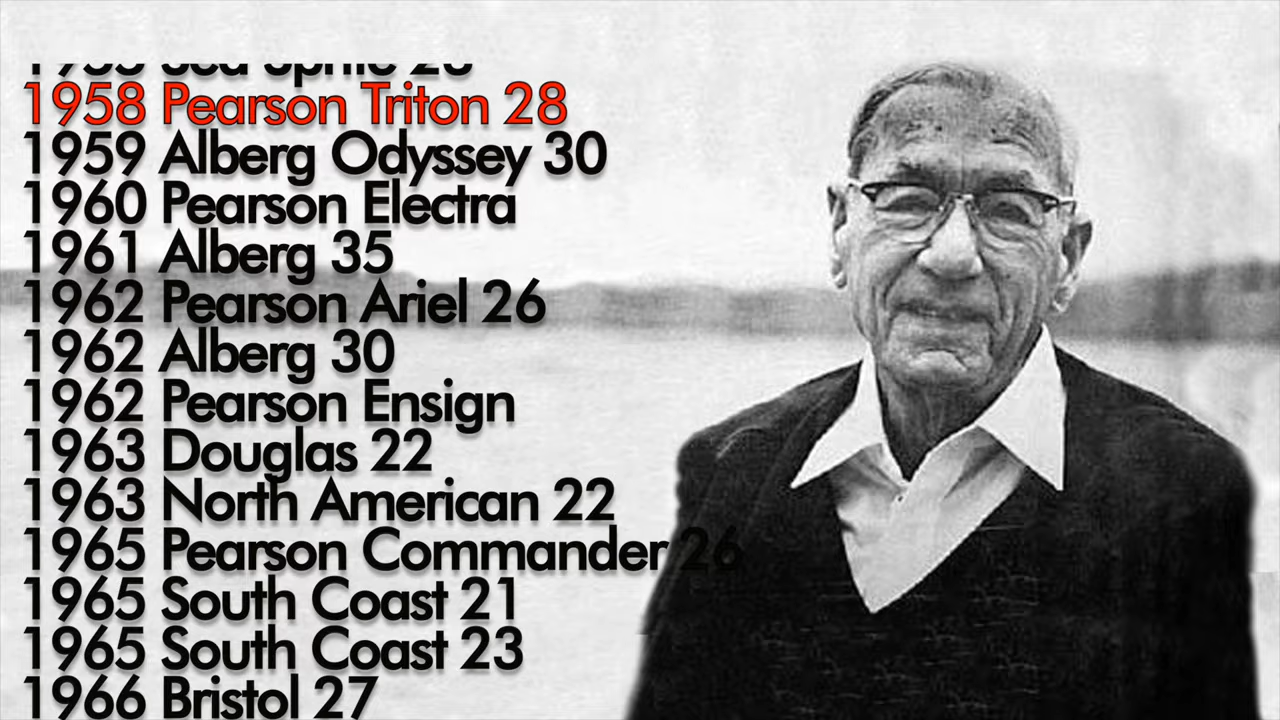 1958 Pearson Triton 28
1959 Alberg Odyssey 30
1960 Pearson Electra
1961 Alberg 35
1962 Pearson Ariel 26
1962 Alberg 30
1962 Pearson Ensign
1963 Douglas 22
1963 North American 22
1965 Pearson Commander 26
1965 South Coast 21
1965 South Coast 23
1966 Bristol 27